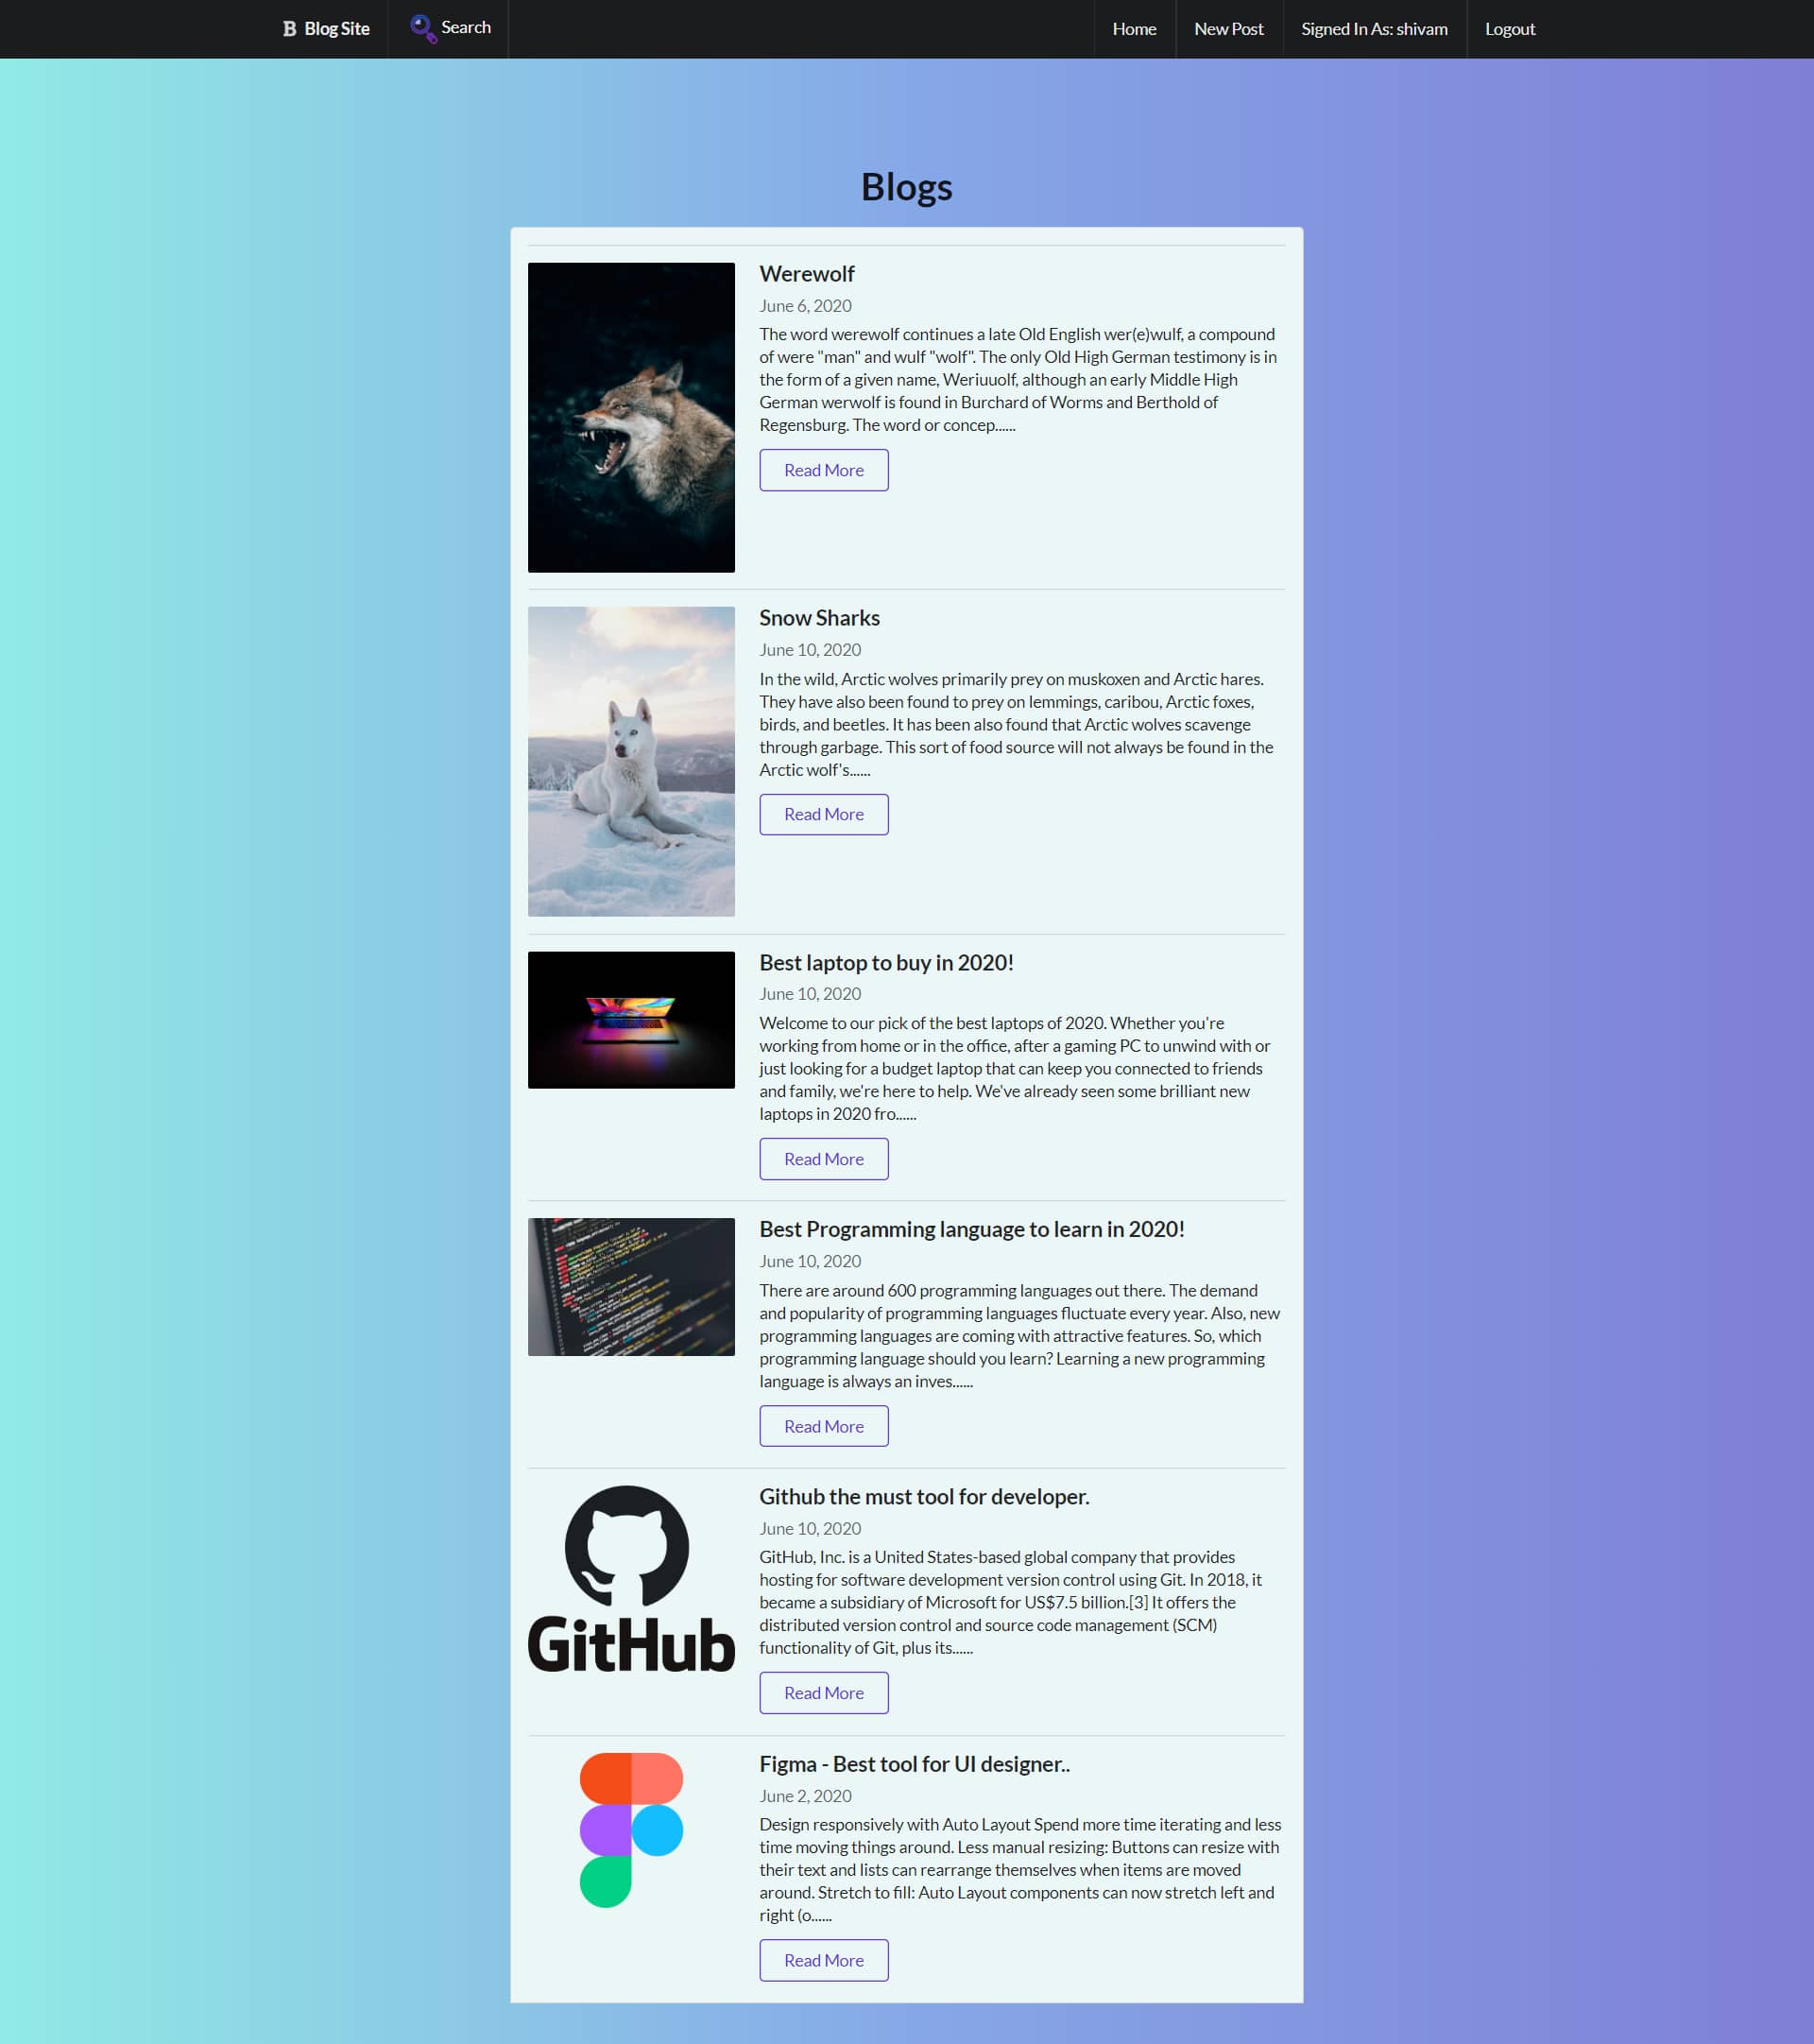 B Blog Site
Search
Home
New Post
Signed In As: shivam
Logout
Blogs
Werewolf
June 6, 2020
The word werewolf continues a late Old English wer(e)wulf, a compound
of were "man" and wulf "wolf". The only Old High German testimony is in
the form of a given name, Weriuuolf, although an early Middle High
German werwolf is found in Burchard of Worms and Berthold of
Regensburg. The word or concep......
Read More
Snow Sharks
June 10, 2020
In the wild, Arctic wolves primarily prey on muskoxen and Arctic hares.
They have also been found to prey on lemmings, caribou, Arctic foxes,
birds, and beetles. It has been also found that Arctic wolves scavenge
through garbage. This sort of food source will not always be found in the
Arctic wolf's......
Read More
Best laptop to buy in 2020!
June 10, 2020
Welcome to our pick of the best laptops of 2020. Whether you're
working from home or in the office, after a gaming PC to unwind with or
just looking for a budget laptop that can keep you connected to friends
and family, we're here to help. We've already seen some brilliant new
laptops in 2020 fro......
Read More
Best Programming language to learn in 2020!
June 10, 2020
There are around 600 programming languages out there. The demand
and popularity of programming languages fluctuate every year. Also, new
programming languages are coming with attractive features. So, which
programming language should you learn? Learning a new programming
language is always an inves......
Read More
GitHub
Github the must tool for developer.
June 10, 2020
GitHub, Inc. is a United States-based global company that provides
hosting for software development version control using Git. In 2018, it
became a subsidiary of Microsoft for US$7.5 billion.[3] It offers the
distributed version control and source code management (SCM)
functionality of Git, plus its......
Read More
Figma - Best tool for UI designer..
June 2, 2020
Design responsively with Auto Layout Spend more time iterating and less
time moving things around. Less manual resizing: Buttons can resize with
their text and lists can rearrange themselves when items are moved
around. Stretch to fill: Auto Layout components can now stretch left and
right (o......
Read More